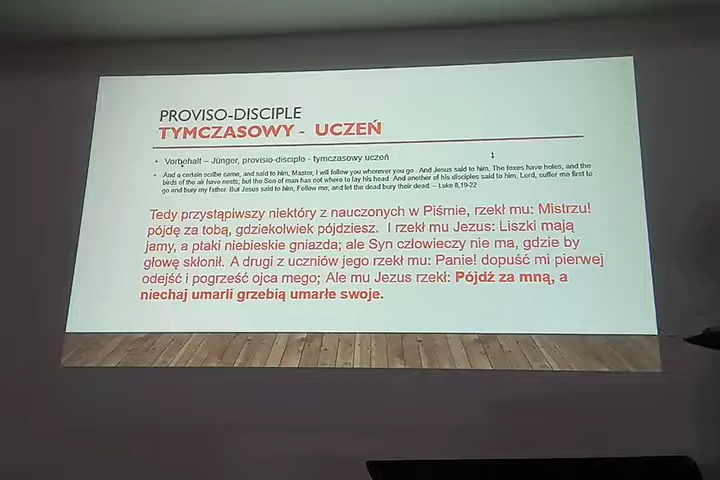 PROVISO-DISCIPLE
TYMCZASOWY - UCZEŃ
• Vorbehalt – Jünger, provisio-disciplo - tymczasowy uczeń
• And a certain scribe came, and said to him, Master, I will follow you wherever you go. And Jesus said to him, The foxes have holes, and the
birds of the air have nests; but the Son of man has not where to lay his head. And another of his disciples said to him, Lord, suffer me first to
go and bury my father. But Jesus said to him, Follow me; and let the dead bury their dead. – Luke 8,19-22
Tedy przystąpiwszy niektóry z nauczonych w Piśmie, rzekł mu: Mistrzu!
pójdę za tobą, gdziekolwiek pójdziesz. I rzekł mu Jezus: Liszki mają
jamy, a ptaki niebieskie gniazda; ale Syn człowieczy nie ma, gdzie by
głowę skłonił. A drugi z uczniów jego rzekł mu: Panie! dopuść mi pierwej
odejść i pogrześć ojca mego; Ale mu Jezus rzekł: Pójdź za mną, a
niechaj umarli grzebią umarłe swoje.